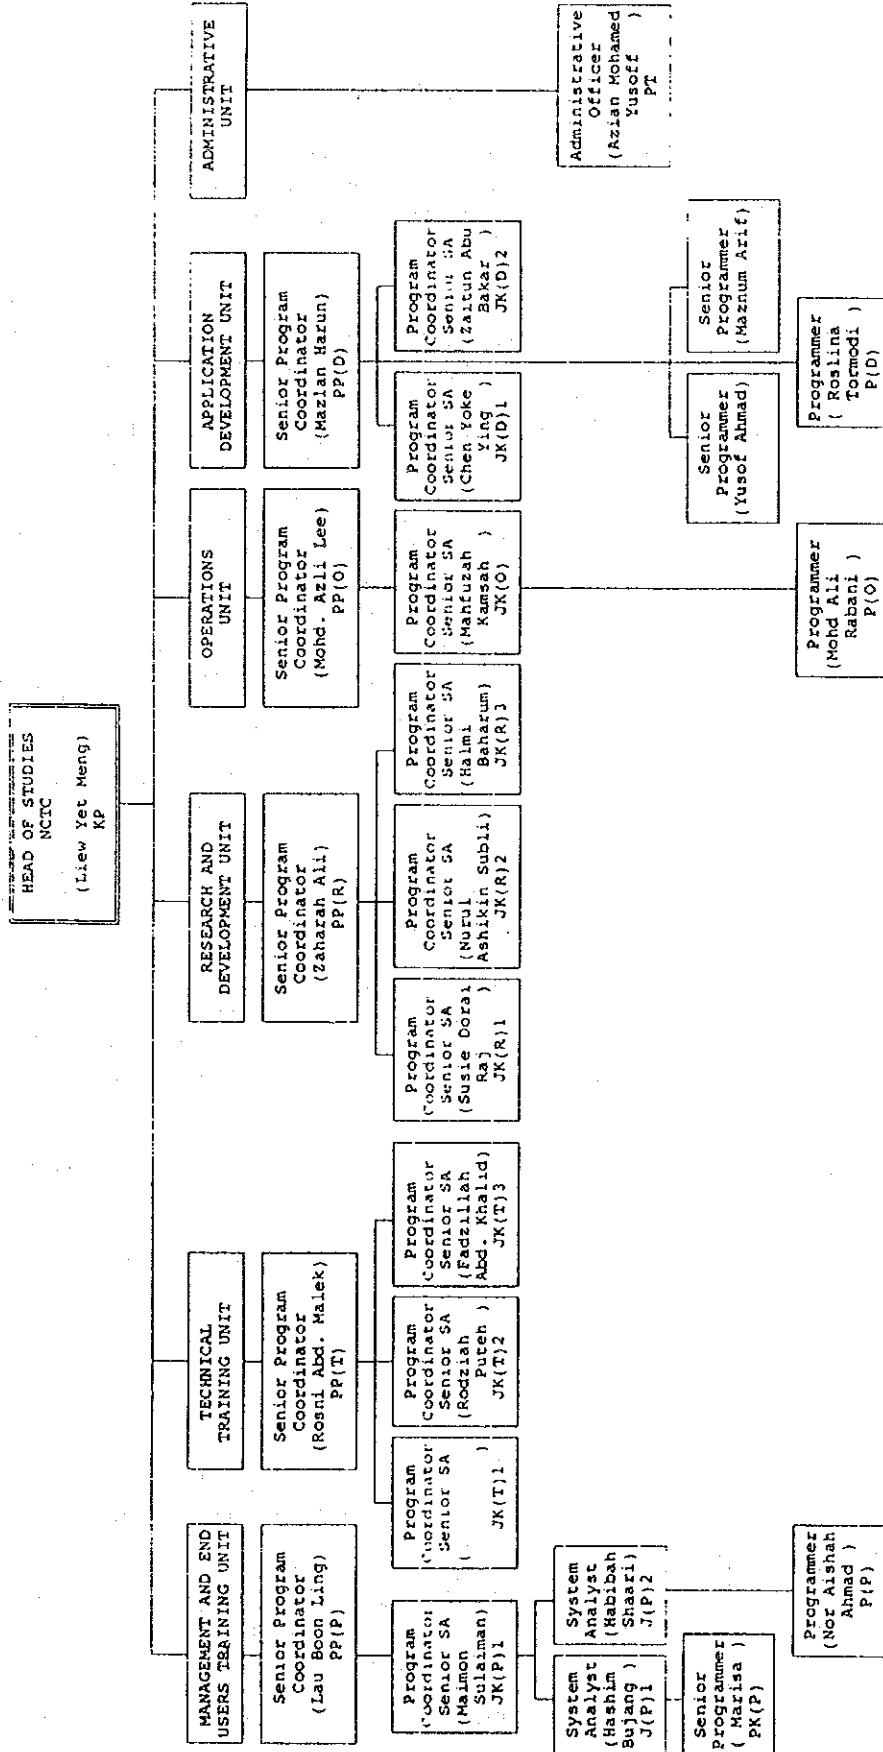 HEAD OF STUDIES
NCTC
(Liew Yet Meng)
KP
MANAGEMENT AND END
USERS TRAINING UNIT
TECHNICAL
TRAINING UNIT
RESEARCH AND
DEVELOPMENT UNIT
OPERATIONS
UNIT
APPLICATION
DEVELOPMENT UNIT
ADMINISTRATIVE
UNIT
Senior Program
Coordinator
(Lau Boon Ling)
PP(P)
Senior Program
Coordinator
(Rosni Abd. Malek)
PP(T)
Senior Program
Coordinator
(Zaharah Ali)
PP(R)
Senior Program
Coordinator
(Mohd. Azli Lee)
PP(O)
Senior Program
Coordinator
(Mazlan Harun)
PP(D)
Program
Coordinator
Senior SA
(Maimon
Sulaiman)
JK(P)1
Program
Coordinator
Senior SA
( )
JK(T)1
Program
Coordinator
Senior SA
(Rodziah
Puteh )
JK(T)2
Program
Coordinator
Senior SA
(Fadzillah
Abd. Khalid)
JK(T)3
Program
Coordinator
Senior SA
(Susie Dorai
Raj )
JK(R)1
Program
Coordinator
Senior SA
(Nurul
Ashikin Subli)
JK(R)2
Program
Coordinator
Senior SA
(Halmi
Baharum)
JK(R)3
Program
Coordinator
Senior SA
(Mahfuzah
Kamsah )
JK(O)
Program
Coordinator
Senior SA
(Chen Yoke
Ying )
JK(D)1
Program
Coordinator
Senior SA
(Zaitun Abu
Bakar )
JK(D)2
System
Analyst
(Hashim
Bujang )
J(P)1
System
Analyst
(Habibah
Shaari)
J(P)2
Administrative
Officer
(Azian Mohamed
Yusoff )
PT
Senior
Programmer
( Marisa )
PK(P)
Senior
Programmer
(Yusof Ahmad)
Senior
Programmer
(Maznum Arif)
Programmer
(Nor Aishah
Ahmad )
P(P)
Programmer
(Mohd Ali
Rabani )
P(O)
Programmer
( Roslina
Tormodi )
P(D)